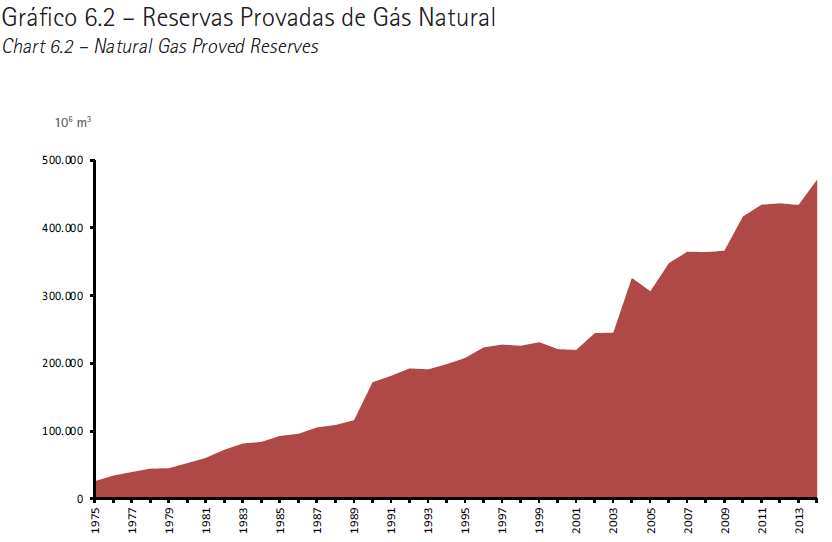 Gráfico 6.2 – Reservas Provadas de Gás Natural
Chart 6.2 – Natural Gas Proved Reserves
10⁶ m³
500.000
400.000
300.000
200.000
100.000
0
1975 1977 1979 1981 1983 1985 1987 1989 1991 1993 1995 1997 1999 2001 2003 2005 2007 2009 2011 2013